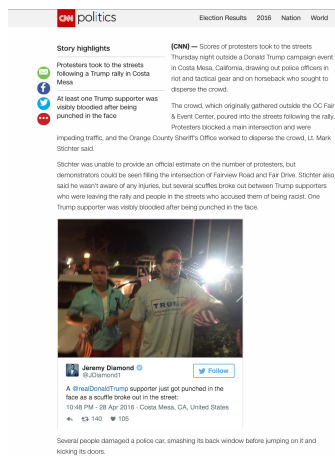 CNN politics
Election Results 2016 Nation World
Story highlights
Protesters took to the streets
following a Trump rally in Costa
Mesa
At least one Trump supporter was
visibly bloodied after being
punched in the face
(CNN) — Scores of protesters took to the streets
Thursday night outside a Donald Trump campaign event
in Costa Mesa, California, drawing out police officers in
riot and tactical gear and on horseback who sought to
disperse the crowd.
The crowd, which originally gathered outside the OC Fair
& Event Center, poured into the streets following the rally.
Protesters blocked a main intersection and were
impeding traffic, and the Orange County Sheriff's Office worked to disperse the crowd, Lt. Mark
Stichter said.
Stichter was unable to provide an official estimate on the number of protesters, but
demonstrators could be seen filling the intersection of Fairview Road and Fair Drive. Stichter also
said he wasn't aware of any injuries, but several scuffles broke out between Trump supporters
who were leaving the rally and people in the streets who accused them of being racist. One
Trump supporter was visibly bloodied after being punched in the face.
TRUMP
Jeremy Diamond
@JDiamond1
Follow
A @realDonaldTrump supporter just got punched in the
face as a scuffle broke out in the street:
10:48 PM - 28 Apr 2016 · Costa Mesa, CA, United States
140 105
Several people damaged a police car, smashing its back window before jumping on it and
kicking its doors.